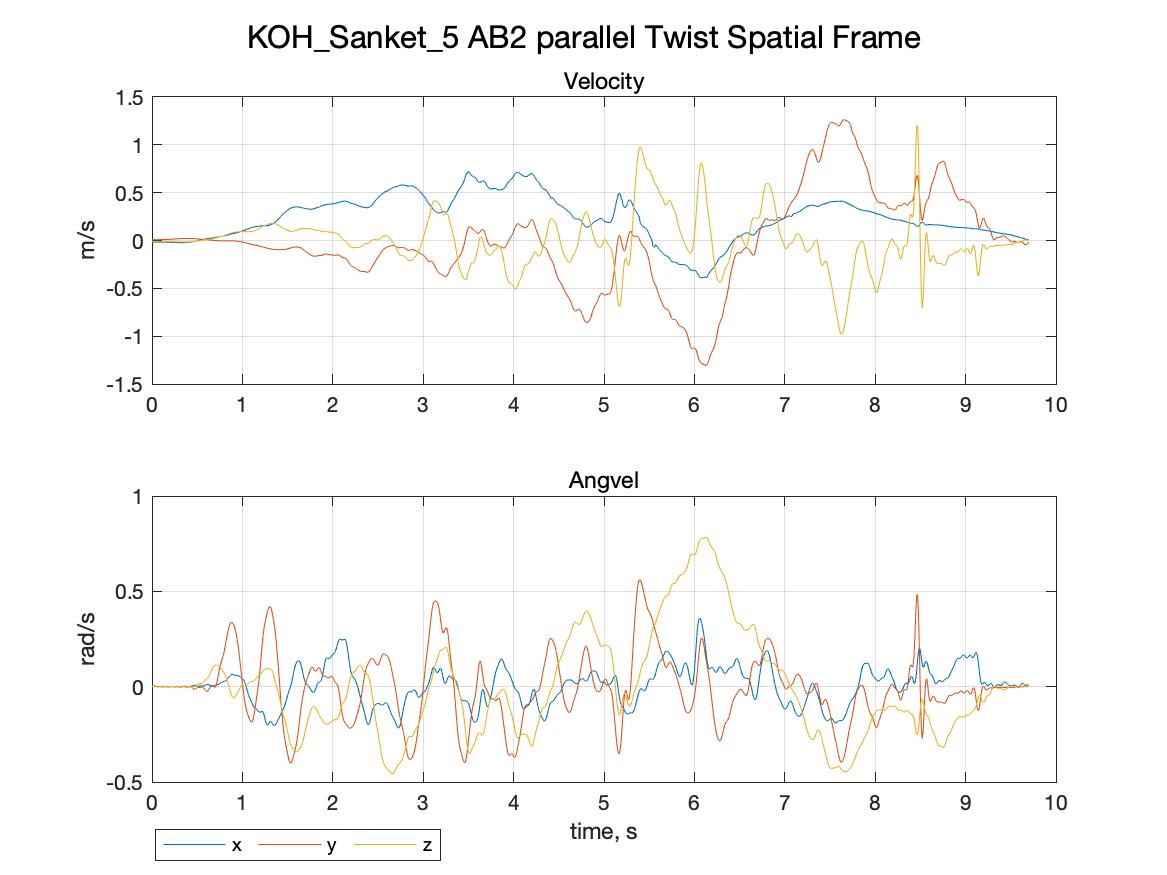 KOH_Sanket_5 AB2 parallel Twist Spatial Frame
Velocity
1.5
1
0.5
0
-0.5
-1
-1.5
m/s
0 1 2 3 4 5 6 7 8 9 10
Angvel
1
0.5
0
-0.5
rad/s
0 1 2 3 4 5 6 7 8 9 10
time, s
x y z